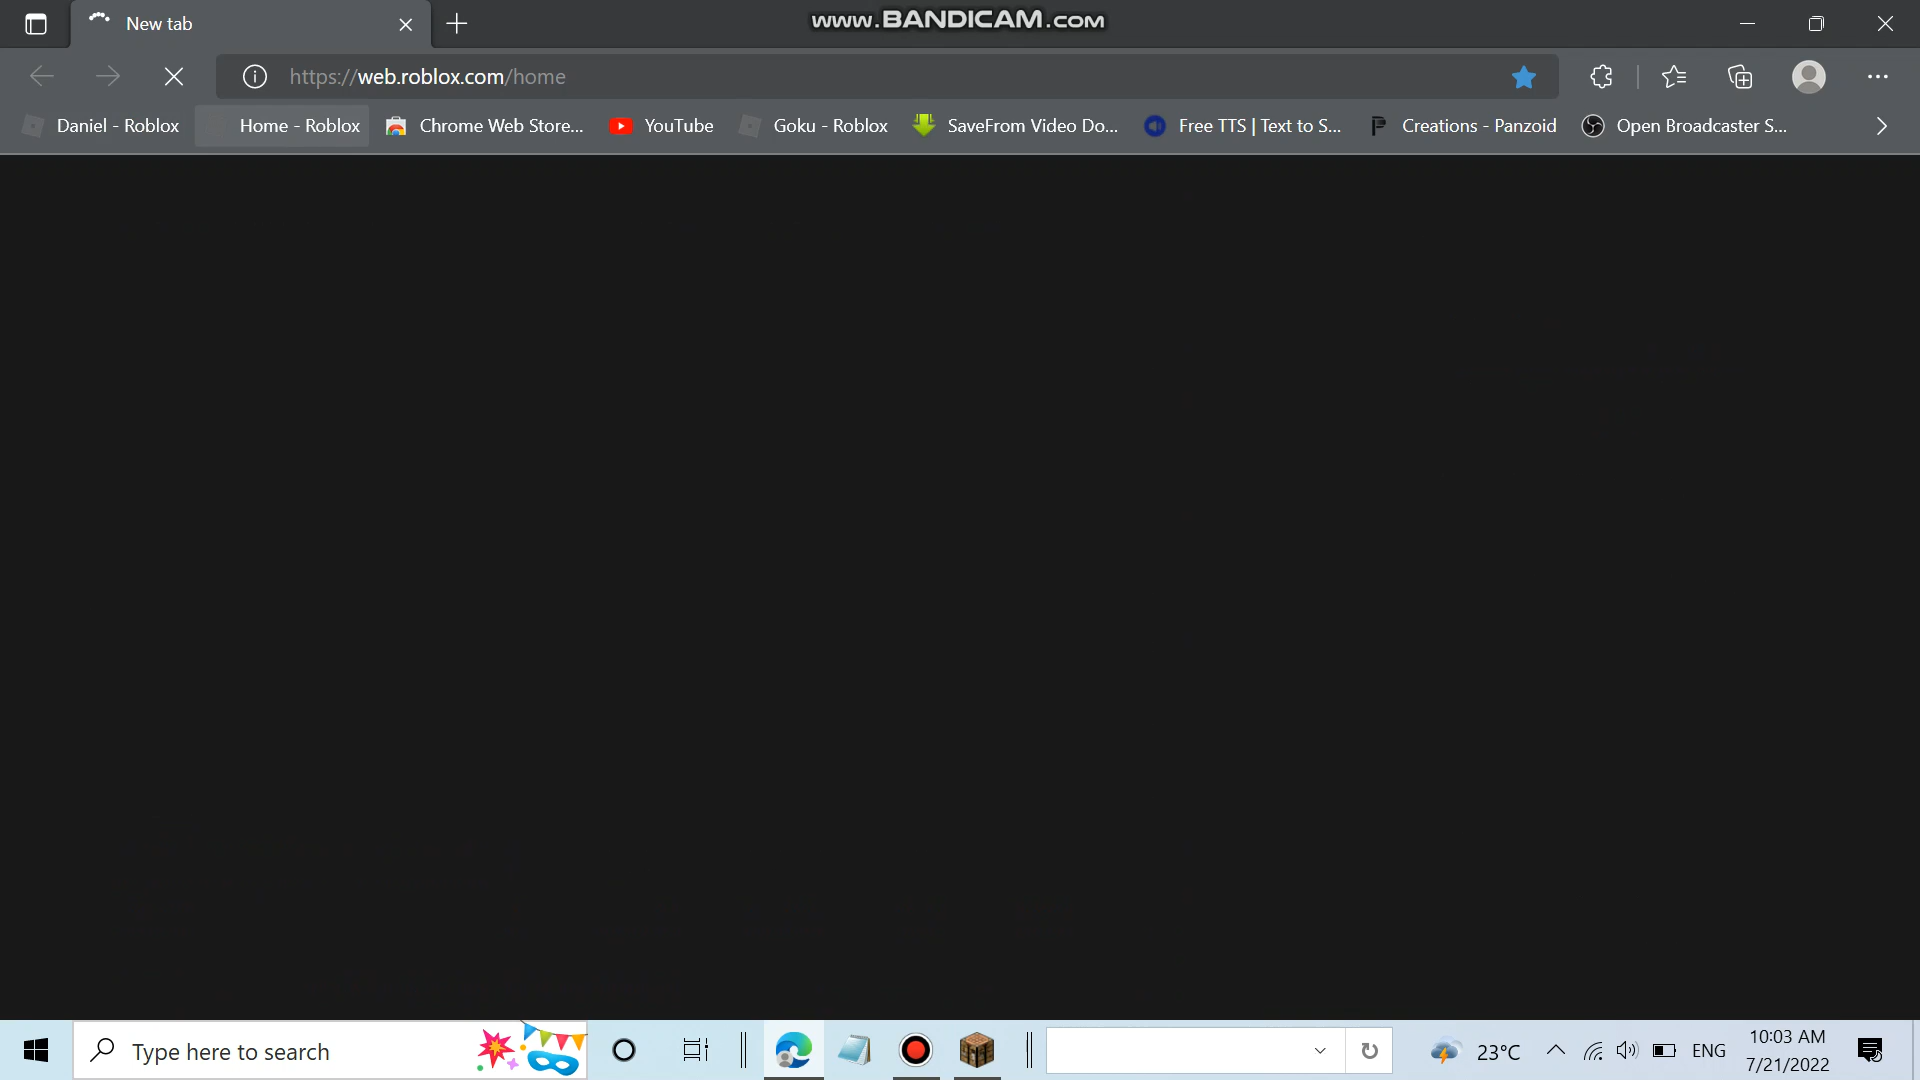 New tab
www.BANDICAM.com
https://web.roblox.com/home
Daniel - Roblox
Home - Roblox
Chrome Web Store...
YouTube
Goku - Roblox
SaveFrom Video Do...
Free TTS | Text to S...
Creations - Panzoid
Open Broadcaster S...
Type here to search
23°C
ENG
10:03 AM
7/21/2022